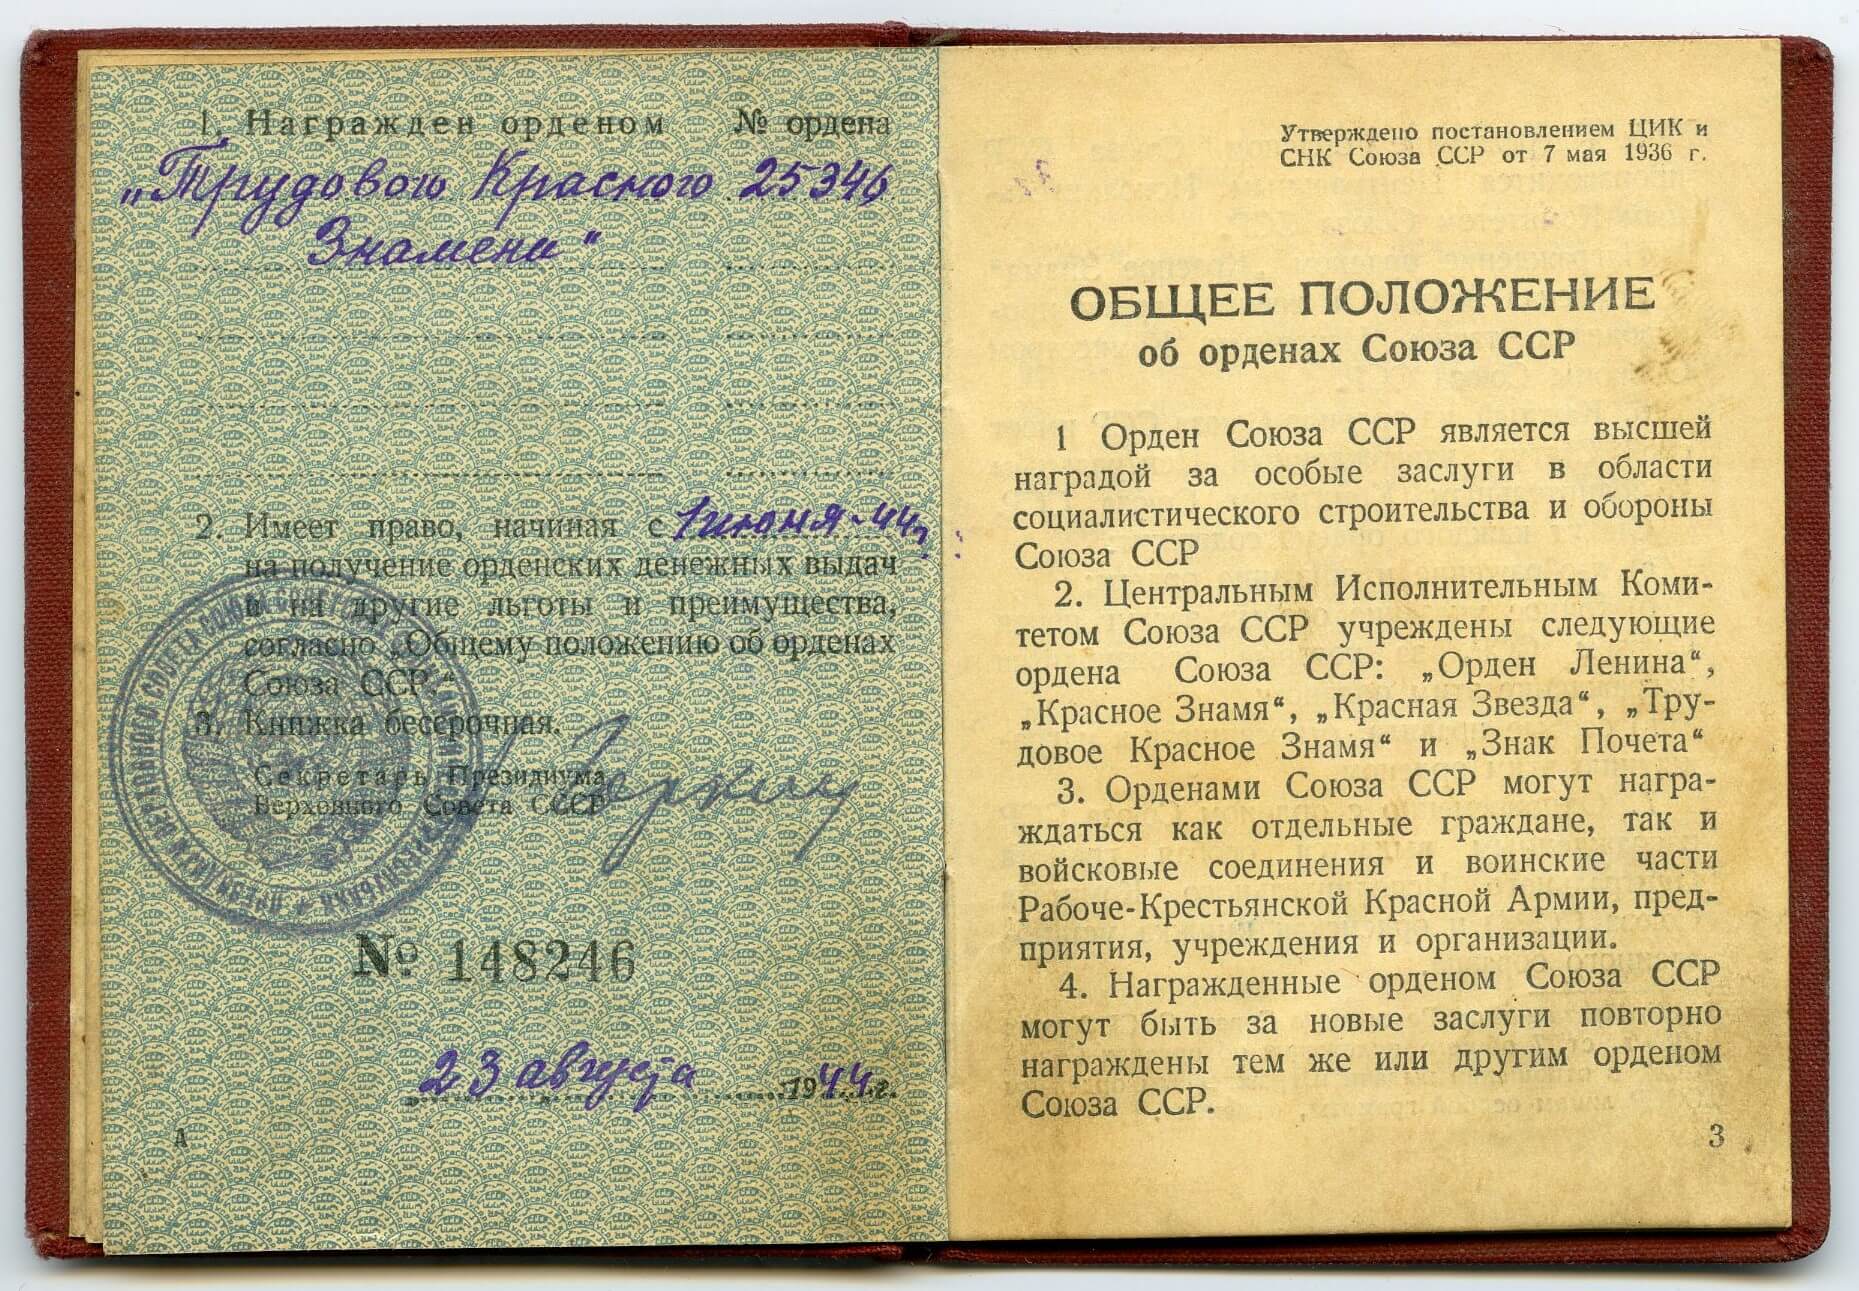 1. Награжден орденом № ордена
„Трудового Красного 25346
Знамени"
2. Имеет право, начиная с 1 июня-44г.
на получение орденских денежных выдач
и на другие льготы и преимущества,
согласно „Общему положению об орденах
Союза ССР."
3. Книжка бессрочная.
Секретарь Президиума
Верховного Совета СССР
№ 148246
23 августа 1944 г.
А
Утверждено постановлением ЦИК и
СНК Союза ССР от 7 мая 1936 г.
ОБЩЕЕ ПОЛОЖЕНИЕ
об орденах Союза ССР
1 Орден Союза ССР является высшей
наградой за особые заслуги в области
социалистического строительства и обороны
Союза ССР
2. Центральным Исполнительным Коми-
тетом Союза ССР учреждены следующие
ордена Союза ССР: „Орден Ленина“,
„Красное Знамя“, „Красная Звезда“, „Тру-
довое Красное Знамя“ и „Знак Почета“
3. Орденами Союза ССР могут награ-
ждаться как отдельные граждане, так и
войсковые соединения и воинские части
Рабоче-Крестьянской Красной Армии, пред-
приятия, учреждения и организации.
4. Награжденные орденом Союза ССР
могут быть за новые заслуги повторно
награждены тем же или другим орденом
Союза ССР.
3